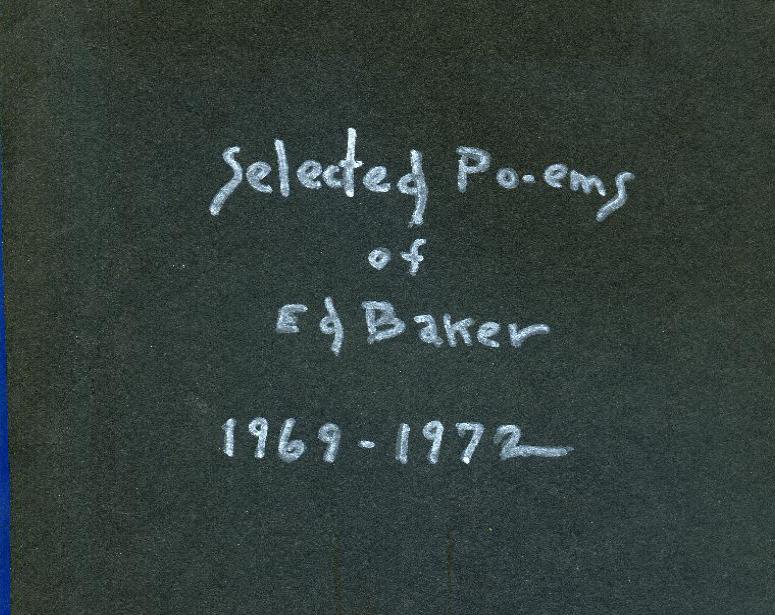 Selected Po-ems
of
Ed Baker
1969-1972